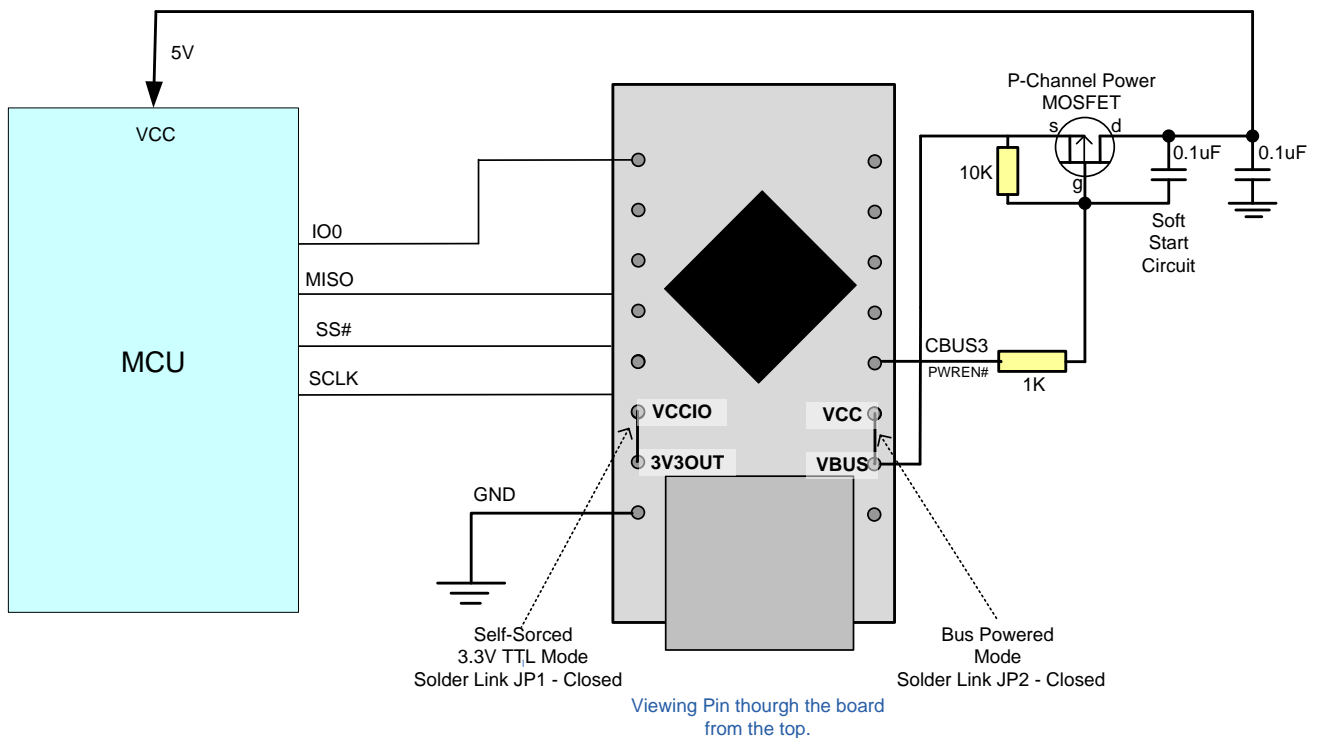 5V
VCC
MCU
IO0
MISO
SS#
SCLK
GND
VCCIO
3V3OUT
VCC
VBUS
P-Channel Power
MOSFET
s
d
g
10K
0.1uF
0.1uF
Soft
Start
Circuit
CBUS3
PWREN#
1K
Self-Sorced
3.3V TTL Mode
Solder Link JP1 - Closed
Bus Powered
Mode
Solder Link JP2 - Closed
Viewing Pin thourgh the board
from the top.